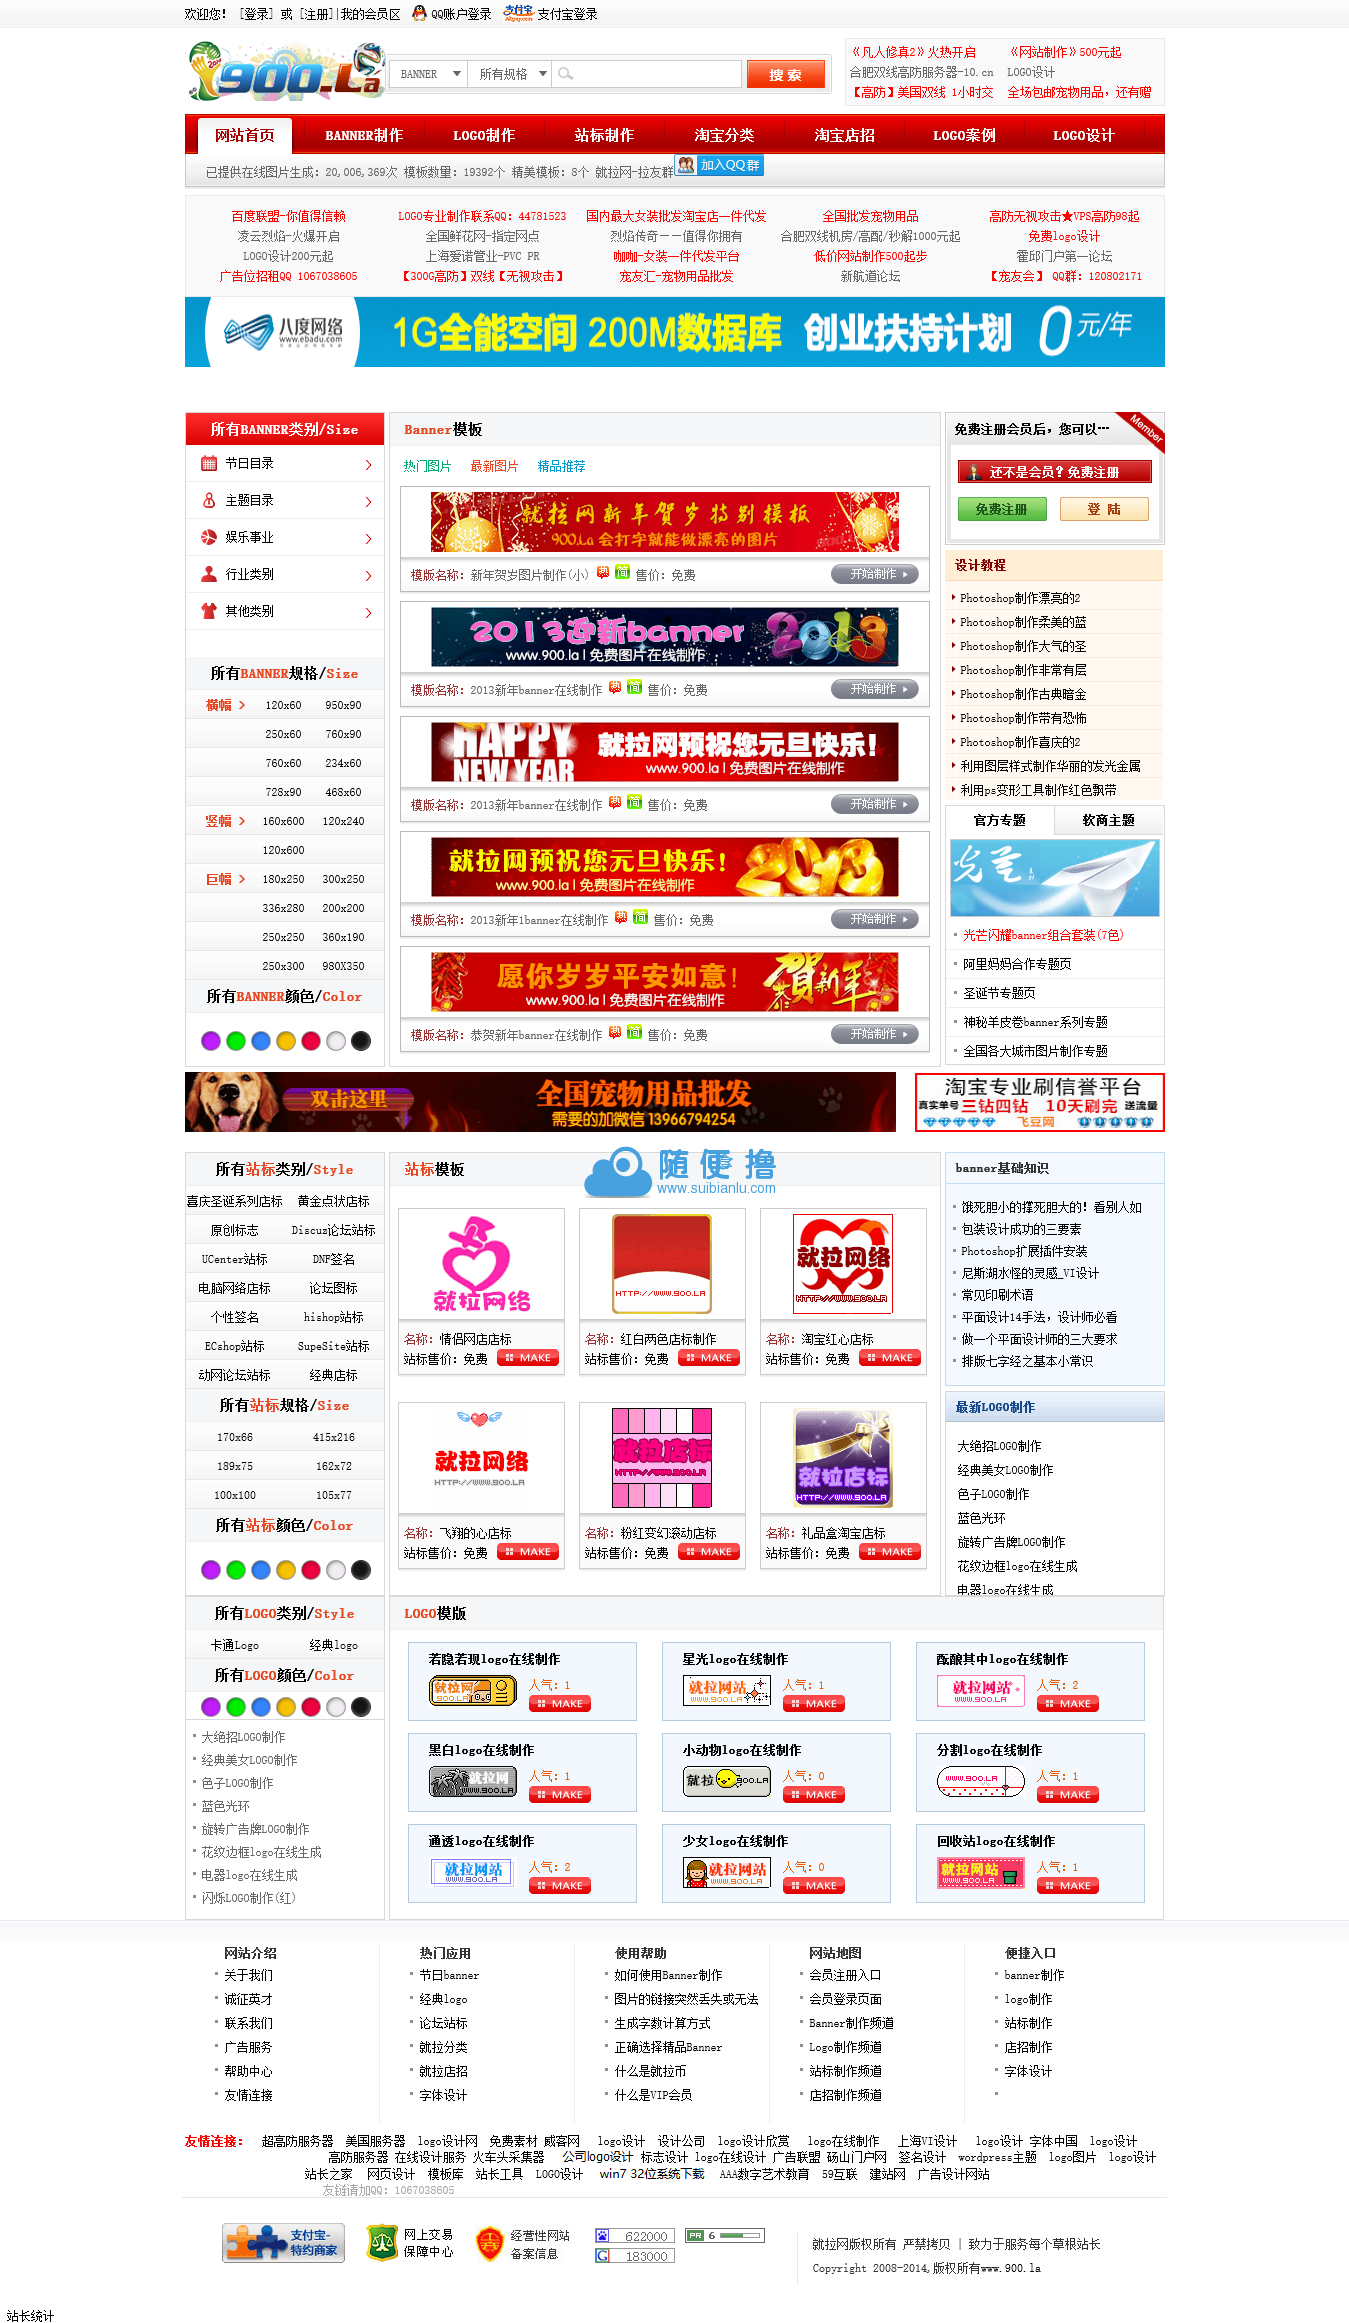 欢迎您! [登录] 或 [注册]||我的会员区 QQ账户登录 支付宝登录
900.La
BANNER 所有规格 搜 索
《凡人修真2》火热开启 《网站制作》500元起
合肥双线高防服务器-10.cn LOGO设计
【高防】美国双线 1小时交 全场包邮宠物用品, 还有赠
网站首页 BANNER制作 LOGO制作 站标制作 淘宝分类 淘宝店招 LOGO案例 LOGO设计
已提供在线图片生成: 20,006,369次 模板数量: 19392个 精美模板: 8个 就拉网-拉友群 加入QQ群
百度联盟-你值得信赖 LOGO专业制作联系QQ: 44781523 国内最大女装批发淘宝店一件代发 全国批发宠物用品 高防无视攻击★VPS高防98起
凌云烈焰-火爆开启 全国鲜花网-指定网点 烈焰传奇－－值得你拥有 合肥双线机房/高配/秒解1000元起 免费logo设计
LOGO设计200元起 上海爱诺管业-PVC PR 咖咖-女装一件代发平台 低价网站制作500起步 霍邱门户第一论坛
广告位招租QQ 1067038605 【300G高防】双线【无视攻击】 宠友汇-宠物用品批发 新航道论坛 【宠友会】 QQ群: 120802171
八度网络 www.ebadu.com 1G全能空间 200M数据库 创业扶持计划 0元/年
所有BANNER类别/Size
节日目录
主题目录
娱乐事业
行业类别
其他类别
所有BANNER规格/Size
横幅 120x60 950x90
250x60 760x90
760x60 234x60
728x90 468x60
竖幅 160x600 120x240
120x600
巨幅 180x250 300x250
336x280 200x200
250x250 360x190
250x300 980X350
所有BANNER颜色/Color
Banner模板
热门图片 最新图片 精品推荐
就拉网新年贺岁特别模板
900.La 会打字就能做漂亮的图片
模版名称: 新年贺岁图片制作(小) 热 简 售价: 免费 开始制作
2013迎新banner 2013
www.900.la | 免费图片在线制作
模版名称: 2013新年banner在线制作 热 简 售价: 免费 开始制作
HAPPY NEW YEAR 就拉网预祝您元旦快乐!
www.900.la | 免费图片在线制作
模版名称: 2013新年banner在线制作 热 简 售价: 免费 开始制作
就拉网预祝您元旦快乐! 2013
www.900.la | 免费图片在线制作
模版名称: 2013新年1banner在线制作 热 简 售价: 免费 开始制作
愿你岁岁平安如意! 贺新年
www.900.la | 免费图片在线制作
模版名称: 恭贺新年banner在线制作 热 简 售价: 免费 开始制作
免费注册会员后, 您可以… Member
还不是会员? 免费注册
免费注册 登 陆
设计教程
Photoshop制作漂亮的2
Photoshop制作柔美的蓝
Photoshop制作大气的圣
Photoshop制作非常有层
Photoshop制作古典暗金
Photoshop制作带有恐怖
Photoshop制作喜庆的2
利用图层样式制作华丽的发光金属
利用ps变形工具制作红色飘带
官方专题 软商主题
光芒
光芒闪耀banner组合套装(7色)
阿里妈妈合作专题页
圣诞节专题页
神秘羊皮卷banner系列专题
全国各大城市图片制作专题
双击这里 全国宠物用品批发
需要的加微信 13966794254
淘宝专业刷信誉平台
真实单号 三钻四钻 10天刷完 送流量
飞豆网
随便撸
www.suibianlu.com
所有站标类别/Style
喜庆圣诞系列店标 黄金点状店标
原创标志 Discuz论坛站标
UCenter站标 DNF签名
电脑网络店标 论坛图标
个性签名 hishop站标
ECshop站标 SupeSite站标
动网论坛站标 经典店标
所有站标规格/Size
170x66 415x216
189x75 162x72
100x100 105x77
所有站标颜色/Color
站标模板
就拉网络 HTTP://WWW.900.LA 就拉网络 HTTP://WWW.900.LA
名称: 情侣网店店标 名称: 红白两色店标制作 名称: 淘宝红心店标
站标售价: 免费 MAKE 站标售价: 免费 MAKE 站标售价: 免费 MAKE
就拉网络 HTTP://WWW.900.LA 就拉店标 HTTP://WWW.900.LA 就拉店标 HTTP://WWW.900.LA
名称: 飞翔的心店标 名称: 粉红变幻滚动店标 名称: 礼品盒淘宝店标
站标售价: 免费 MAKE 站标售价: 免费 MAKE 站标售价: 免费 MAKE
banner基础知识
饿死胆小的撑死胆大的! 看别人如
包装设计成功的三要素
Photoshop扩展插件安装
尼斯湖水怪的灵感_VI设计
常见印刷术语
平面设计14手法, 设计师必看
做一个平面设计师的三大要求
排版七字经之基本小常识
最新LOGO制作
大绝招LOGO制作
经典美女LOGO制作
色子LOGO制作
蓝色光环
旋转广告牌LOGO制作
花纹边框logo在线生成
电器logo在线生成
所有LOGO类别/Style
卡通Logo 经典logo
所有LOGO颜色/Color
大绝招LOGO制作
经典美女LOGO制作
色子LOGO制作
蓝色光环
旋转广告牌LOGO制作
花纹边框logo在线生成
电器logo在线生成
闪烁LOGO制作(红)
LOGO模版
若隐若现logo在线制作 星光logo在线制作 酝酿其中logo在线制作
就拉网 人气: 1 MAKE 就拉网站 WWW.900.LA 人气: 1 MAKE 就拉网站 WWW.900.LA 人气: 2 MAKE
黑白logo在线制作 小动物logo在线制作 分割logo在线制作
就拉网 WWW.900.LA 人气: 1 MAKE 就拉 900.LA 人气: 0 MAKE WWW.900.LA 人气: 1 MAKE
通透logo在线制作 少女logo在线制作 回收站logo在线制作
就拉网站 WWW.900.LA 人气: 2 MAKE 就拉网站 WWW.900.LA 人气: 0 MAKE 就拉网站 WWW.900.LA 人气: 1 MAKE
网站介绍 热门应用 使用帮助 网站地图 便捷入口
关于我们 节日banner 如何使用Banner制作 会员注册入口 banner制作
诚征英才 经典logo 图片的链接突然丢失或无法 会员登录页面 logo制作
联系我们 论坛站标 生成字数计算方式 Banner制作频道 站标制作
广告服务 就拉分类 正确选择精品Banner Logo制作频道 店招制作
帮助中心 就拉店招 什么是就拉币 站标制作频道 字体设计
友情连接 字体设计 什么是VIP会员 店招制作频道
友情连接: 超高防服务器 美国服务器 logo设计网 免费素材 威客网 logo设计 设计公司 logo设计欣赏 logo在线制作 上海VI设计 logo设计 字体中国 logo设计
高防服务器 在线设计服务 火车头采集器 公司logo设计 标志设计 logo在线设计 广告联盟 砀山门户网 签名设计 wordpress主题 logo图片 logo设计
站长之家 网页设计 模板库 站长工具 LOGO设计 win7 32位系统下载 AAA数字艺术教育 59互联 建站网 广告设计网站
友链请加QQ: 1067038605
支付宝-特约商家 网上交易保障中心 经营性网站备案信息 622000 PR 6
G 183000
就拉网版权所有 严禁拷贝 | 致力于服务每个草根站长
Copyright 2008-2014,版权所有www.900.la
站长统计